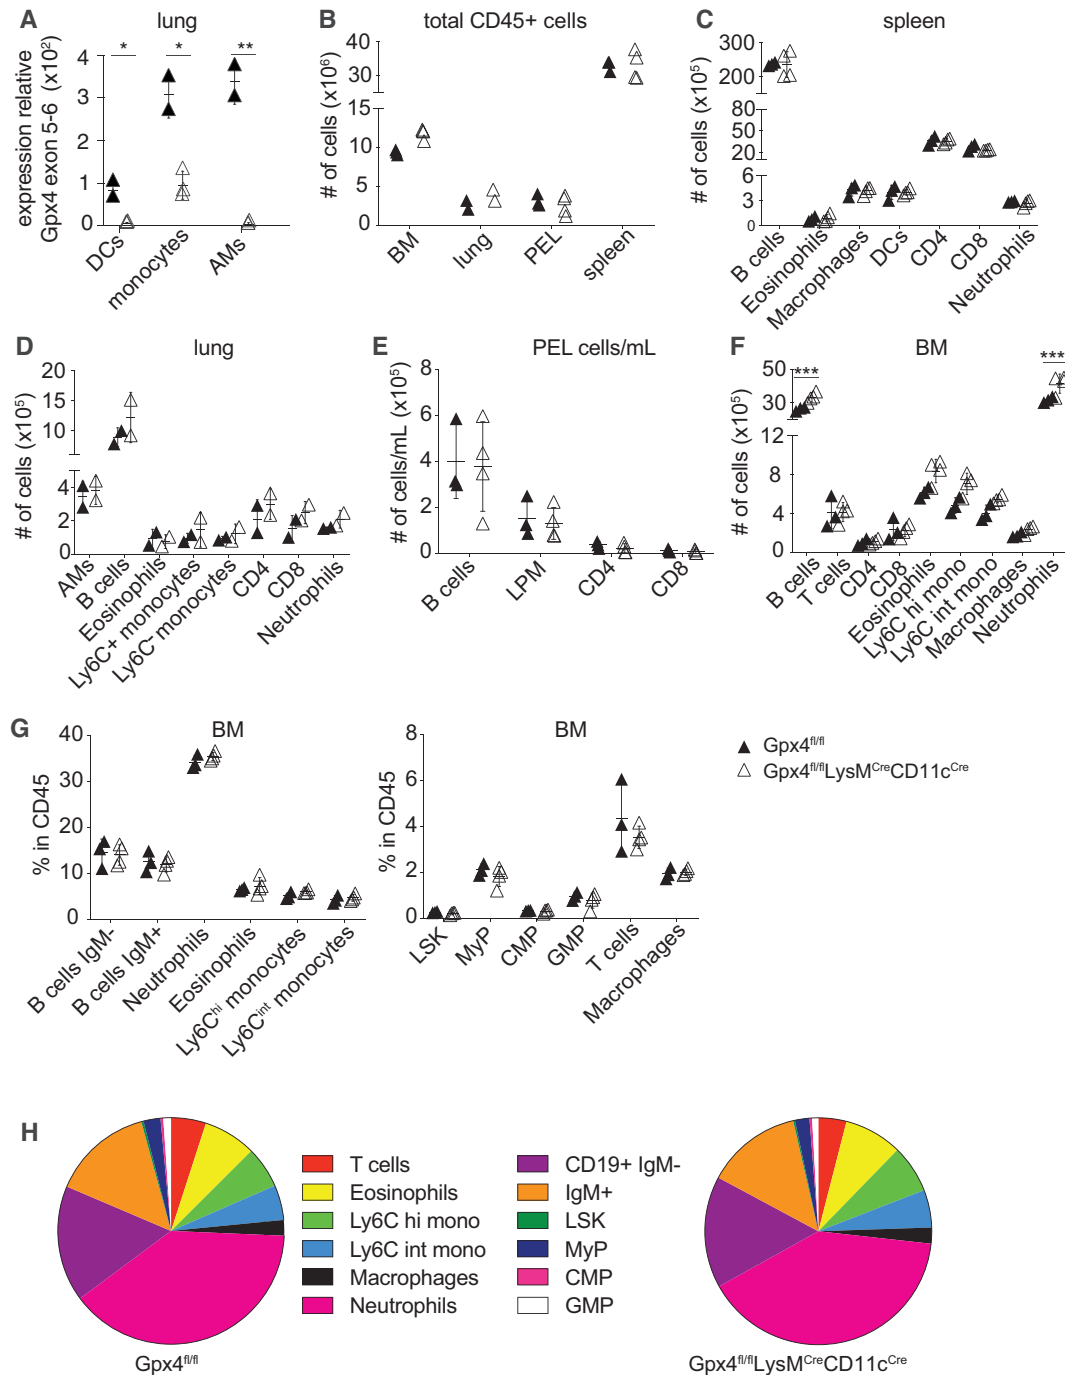 A
lung
expression relative
Gpx4 exon 5-6 (x10²)
4
3
2
1
0
* * **
DCs
monocytes
AMs
B
total CD45+ cells
# of cells (x10⁶)
40
30
15
10
5
0
BM
lung
PEL
spleen
C
spleen
# of cells (x10⁵)
300
200
80
50
20
6
3
0
B cells
Eosinophils
Macrophages
DCs
CD4
CD8
Neutrophils
D
lung
# of cells (x10⁵)
20
15
10
4
2
0
AMs
B cells
Eosinophils
Ly6C+ monocytes
Ly6C- monocytes
CD4
CD8
Neutrophils
E
PEL cells/mL
# of cells/mL (x10⁵)
8
6
4
2
0
B cells
LPM
CD4
CD8
F
BM
# of cells (x10⁵)
50
30
12
8
4
0
*** ***
B cells
T cells
CD4
CD8
Eosinophils
Ly6C hi mono
Ly6C int mono
Macrophages
Neutrophils
G
BM
% in CD45
40
30
20
10
0
B cells IgM-
B cells IgM+
Neutrophils
Eosinophils
Ly6Cʰⁱ monocytes
Ly6Cⁱⁿᵗ monocytes
BM
% in CD45
8
6
4
2
0
LSK
MyP
CMP
GMP
T cells
Macrophages
▲ Gpx4ᶠˡ/ᶠˡ
△ Gpx4ᶠˡ/ᶠˡLysMᶜʳᵉCD11cᶜʳᵉ
H
T cells
Eosinophils
Ly6C hi mono
Ly6C int mono
Macrophages
Neutrophils
CD19+ IgM-
IgM+
LSK
MyP
CMP
GMP
Gpx4ᶠˡ/ᶠˡ
Gpx4ᶠˡ/ᶠˡLysMᶜʳᵉCD11cᶜʳᵉ